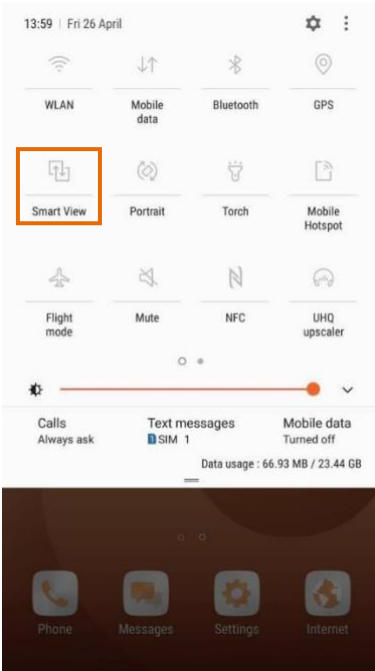 13:59 | Fri 26 April
WLAN
Mobile
data
Bluetooth
GPS
Smart View
Portrait
Torch
Mobile
Hotspot
Flight
mode
Mute
NFC
UHQ
upscaler
Calls
Always ask
Text messages
1 SIM 1
Mobile data
Turned off
Data usage : 66.93 MB / 23.44 GB
Phone
Messages
Settings
Internet